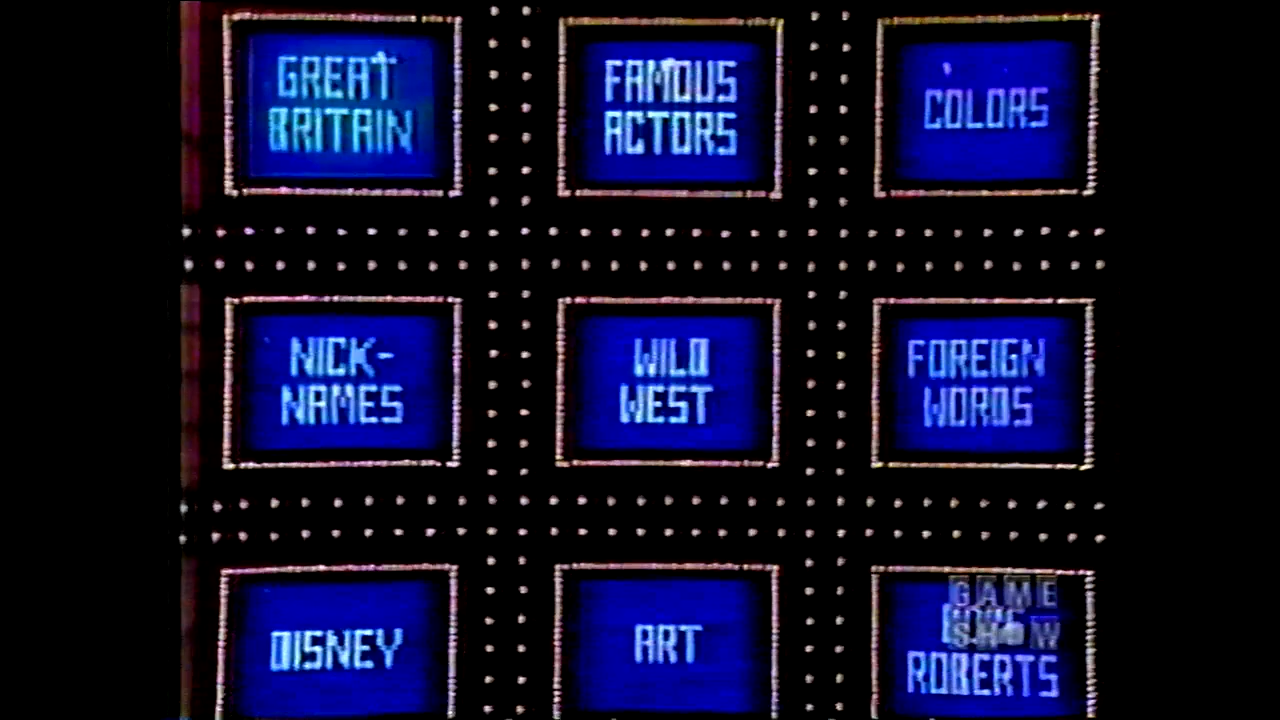 GREAT
BRITAIN
FAMOUS
ACTORS
COLORS
NICK-
NAMES
WILD
WEST
FOREIGN
WORDS
DISNEY
ART
GAME
SHOW
ROBERTS